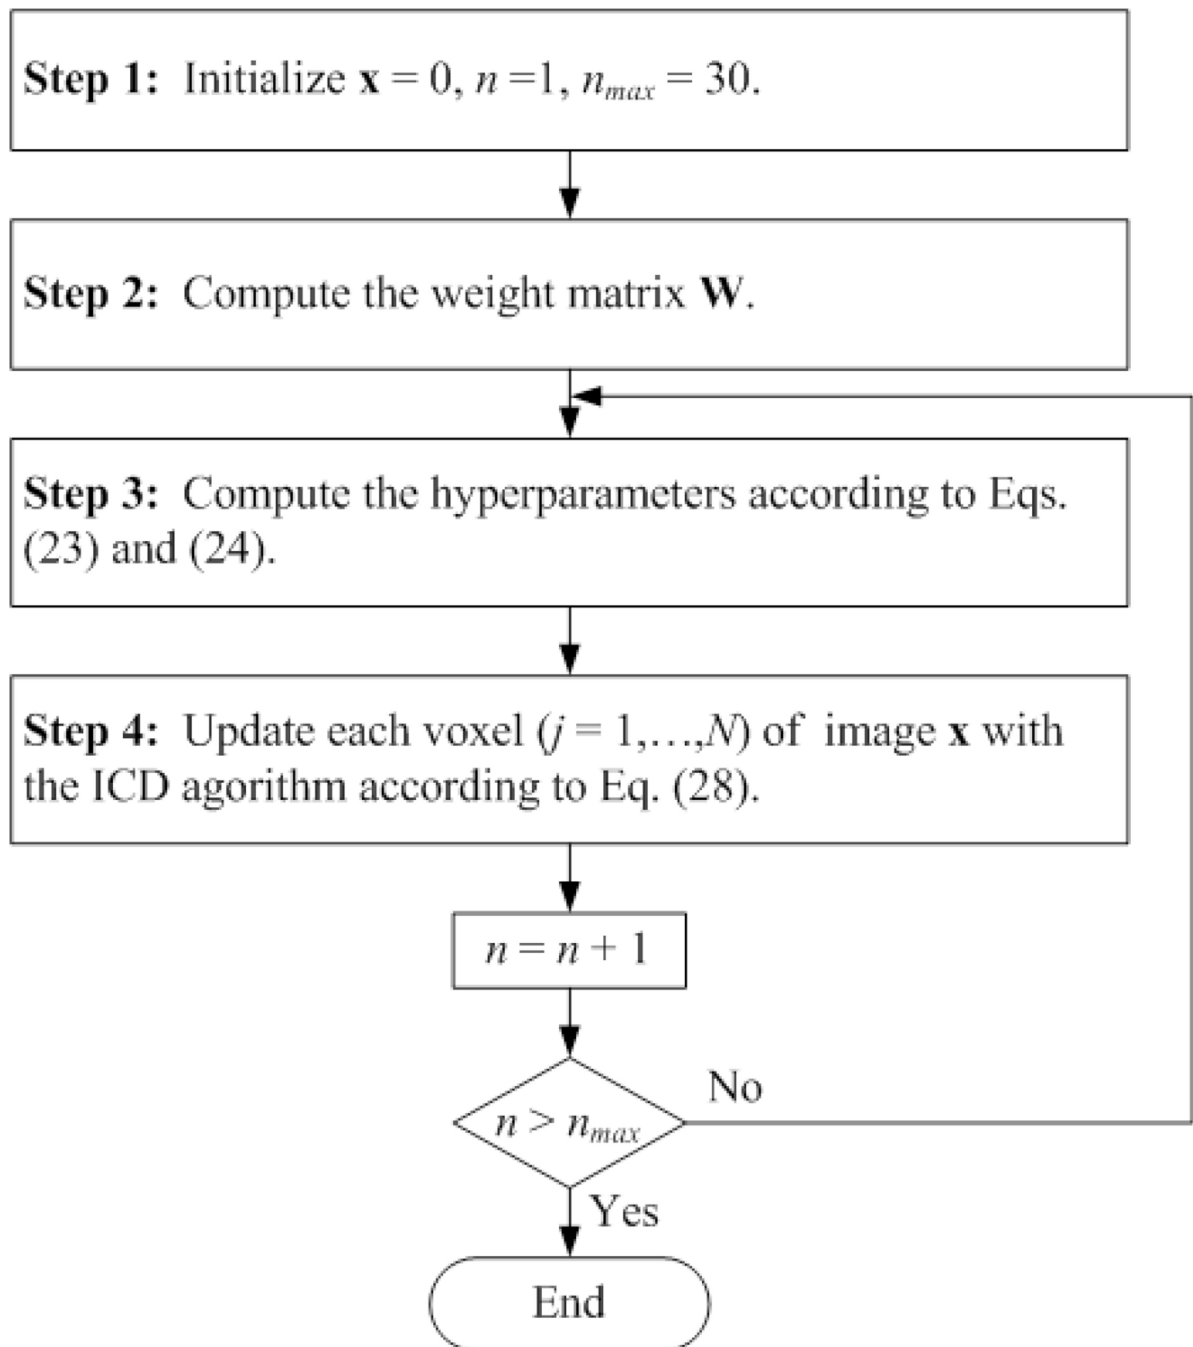 Step 1: Initialize x = 0, n =1, nmax = 30.
Step 2: Compute the weight matrix W.
Step 3: Compute the hyperparameters according to Eqs.
(23) and (24).
Step 4: Update each voxel (j = 1,...,N) of image x with
the ICD agorithm according to Eq. (28).
n = n + 1
No
n > nmax
Yes
End